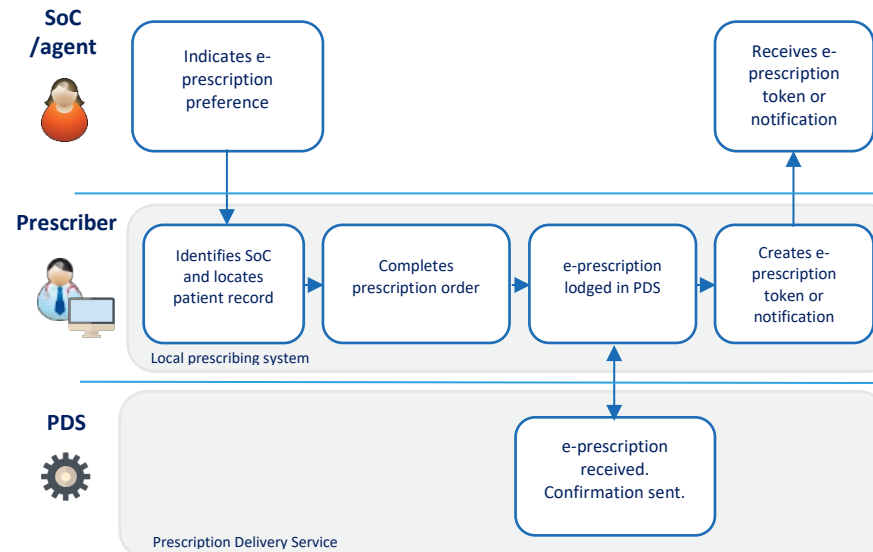 SoC
/agent
Indicates e-
prescription
preference
Receives e-
prescription
token or
notification
Prescriber
Identifies SoC
and locates
patient record
Completes
prescription order
e-prescription
lodged in PDS
Creates e-
prescription
token or
notification
Local prescribing system
PDS
e-prescription
received.
Confirmation sent.
Prescription Delivery Service